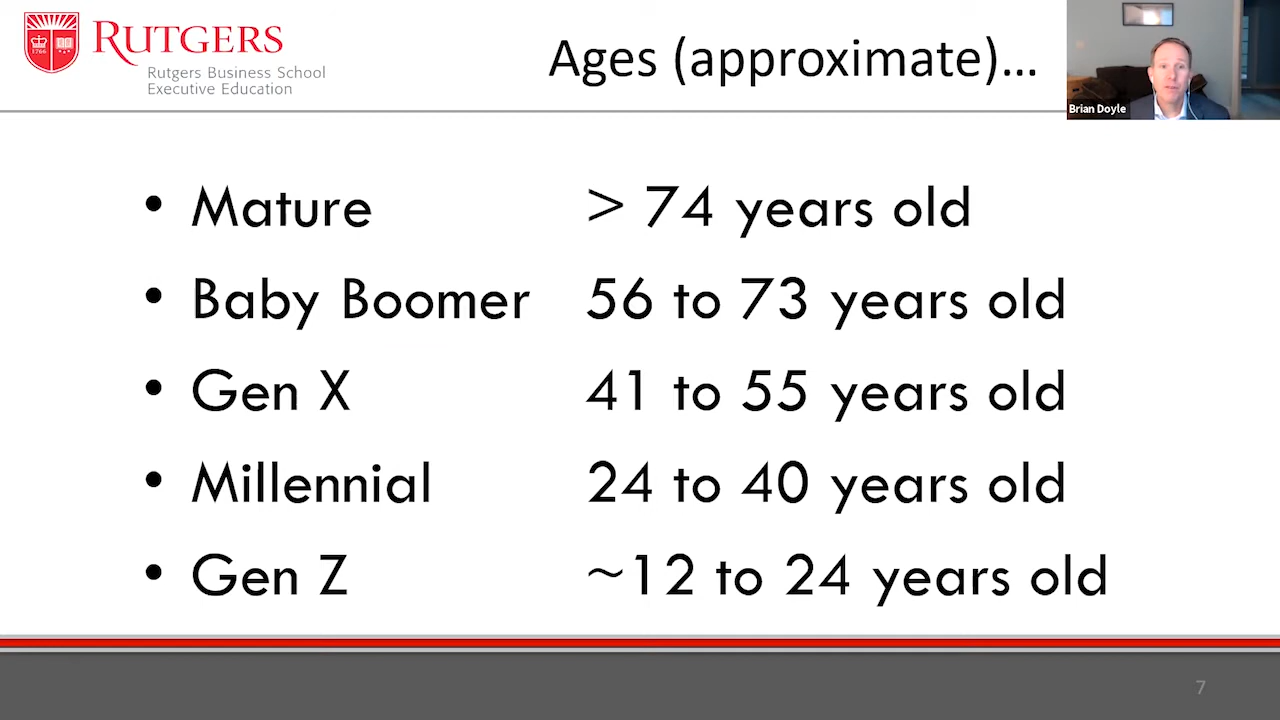 1766
RUTGERS
Rutgers Business School
Executive Education
Ages (approximate)...
Brian Doyle
• Mature > 74 years old
• Baby Boomer 56 to 73 years old
• Gen X 41 to 55 years old
• Millennial 24 to 40 years old
• Gen Z ~12 to 24 years old
7